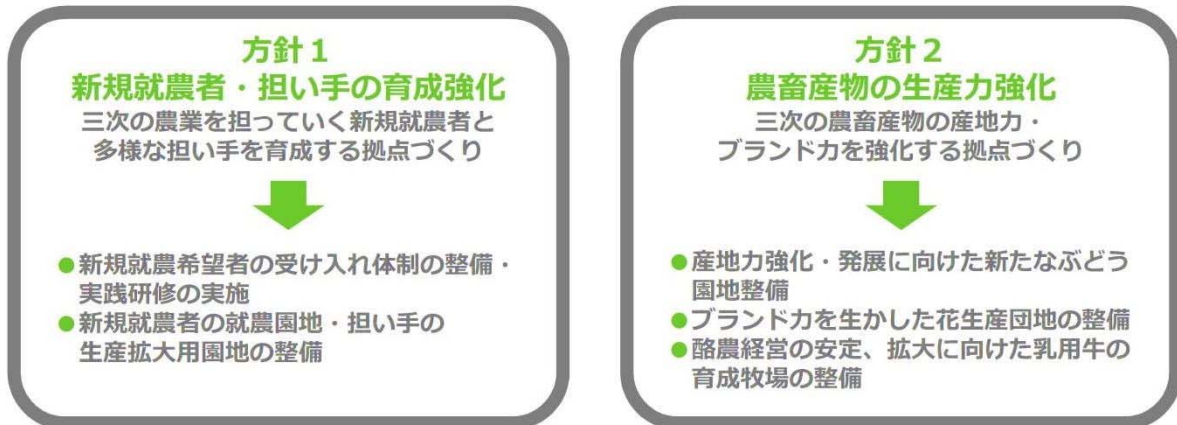 方針１
新規就農者・担い手の育成強化
三次の農業を担っていく新規就農者と
多様な担い手を育成する拠点づくり
●新規就農希望者の受け入れ体制の整備・
実践研修の実施
●新規就農者の就農園地・担い手の
生産拡大用園地の整備
方針２
農畜産物の生産力強化
三次の農畜産物の産地力・
ブランド力を強化する拠点づくり
●産地力強化・発展に向けた新たなぶどう
園地整備
●ブランド力を生かした花生産団地の整備
●酪農経営の安定、拡大に向けた乳用牛の
育成牧場の整備